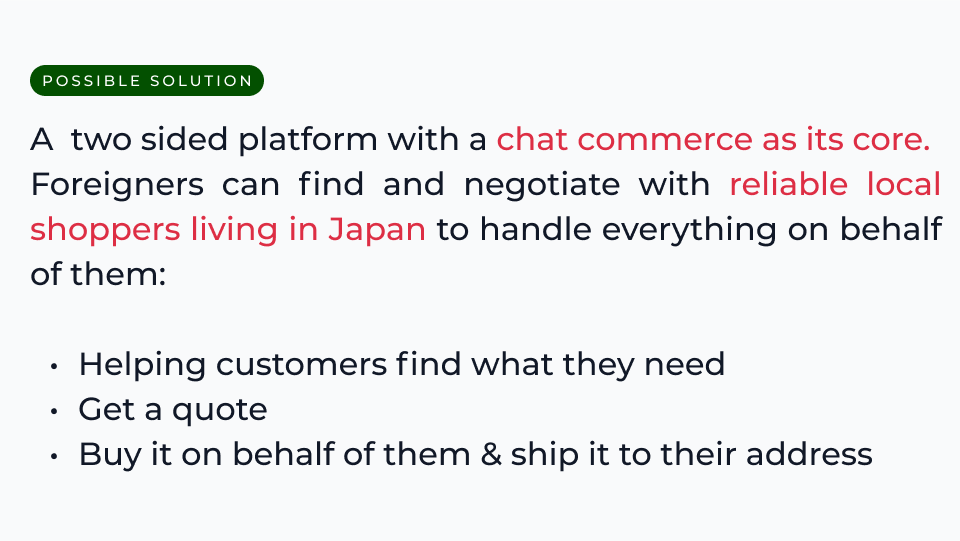 POSSIBLE SOLUTION
A two sided platform with a chat commerce as its core.
Foreigners can find and negotiate with reliable local
shoppers living in Japan to handle everything on behalf
of them:
• Helping customers find what they need
• Get a quote
• Buy it on behalf of them & ship it to their address